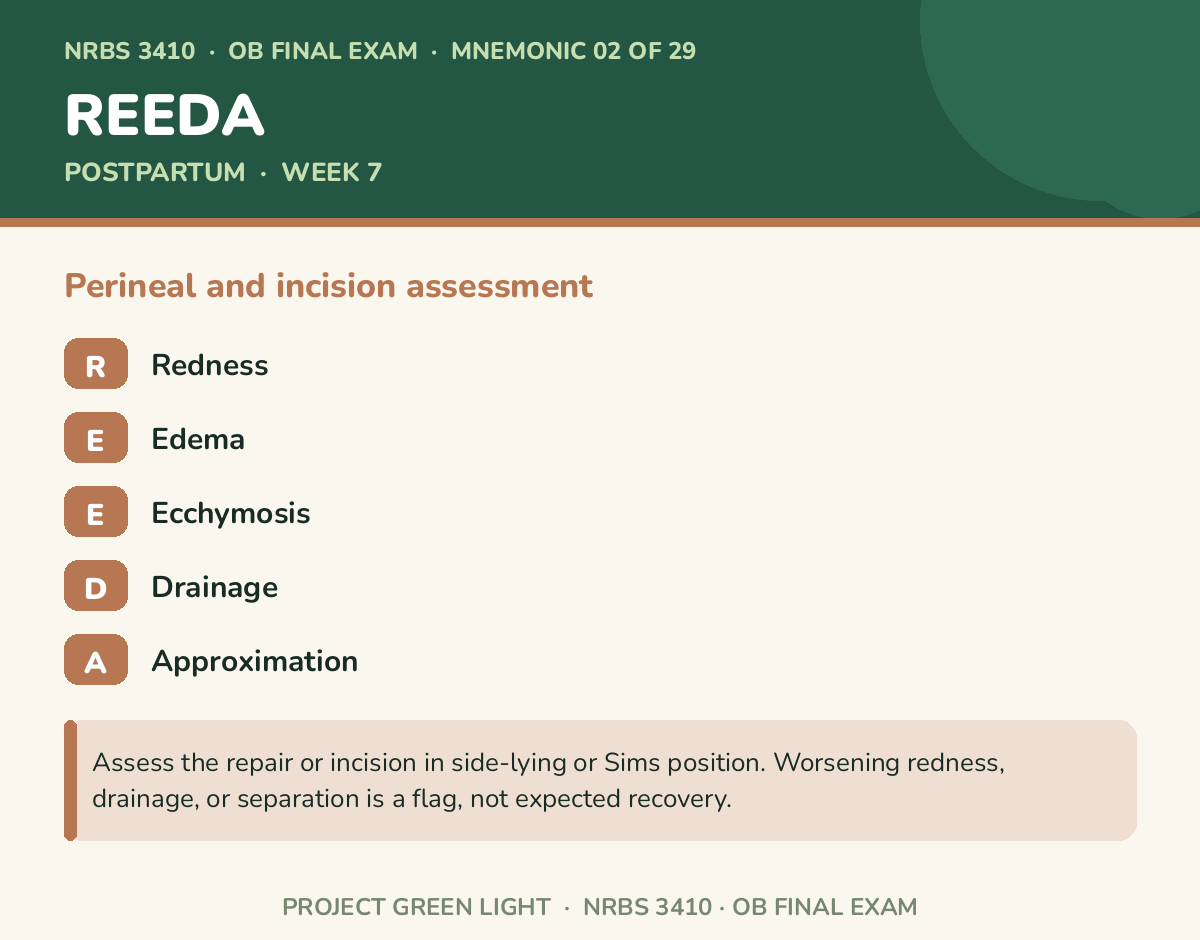 NRBS 3410 · OB FINAL EXAM · MNEMONIC 02 OF 29
REEDA
POSTPARTUM · WEEK 7
Perineal and incision assessment
R Redness
E Edema
E Ecchymosis
D Drainage
A Approximation
Assess the repair or incision in side-lying or Sims position. Worsening redness,
drainage, or separation is a flag, not expected recovery.
PROJECT GREEN LIGHT · NRBS 3410 · OB FINAL EXAM